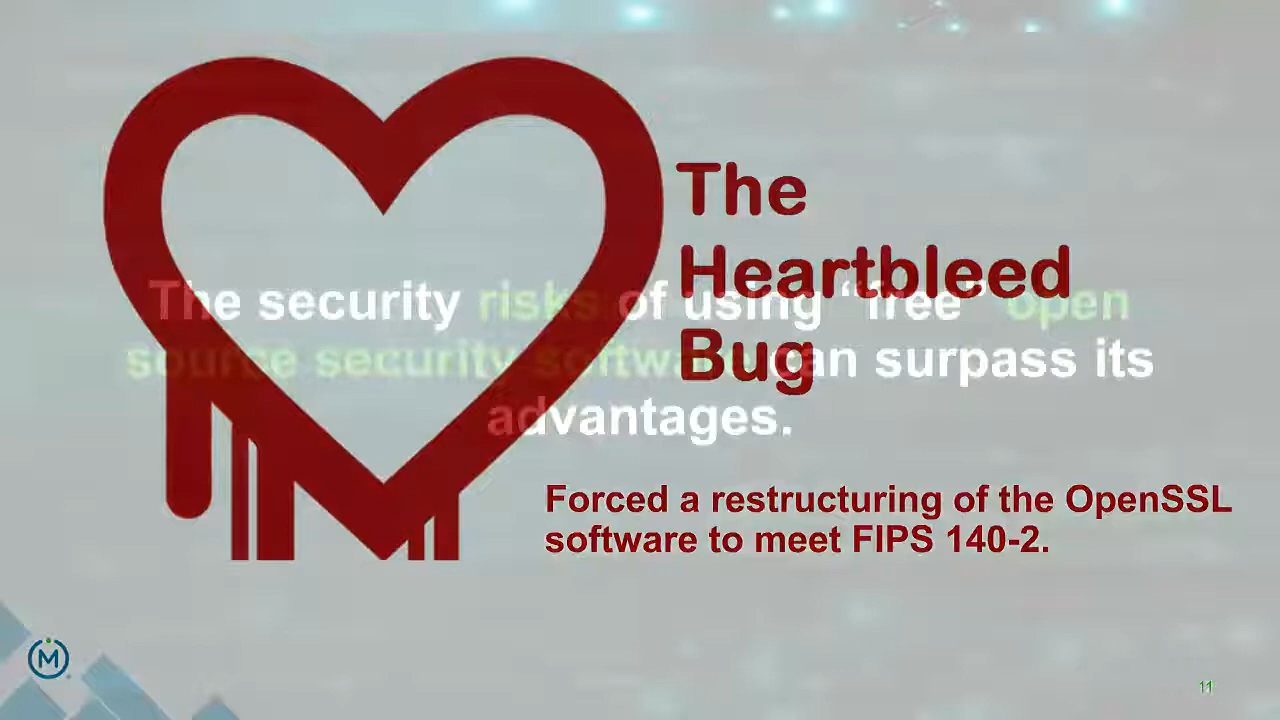 The
Heartbleed
Bug
The security risks of using “free” open
source security software can surpass its
advantages.
Forced a restructuring of the OpenSSL
software to meet FIPS 140-2.
M
11